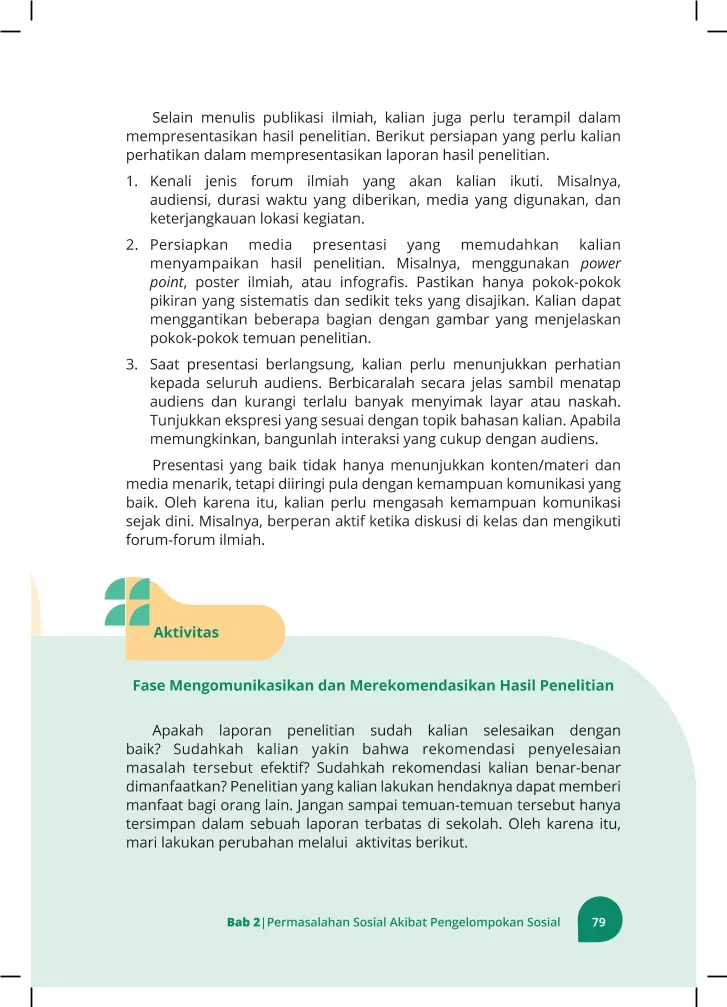 Selain menulis publikasi ilmiah, kalian juga perlu terampil dalam
mempresentasikan hasil penelitian. Berikut persiapan yang perlu kalian
perhatikan dalam mempresentasikan laporan hasil penelitian.
1. Kenali jenis forum ilmiah yang akan kalian ikuti. Misalnya,
audiensi, durasi waktu yang diberikan, media yang digunakan, dan
keterjangkauan lokasi kegiatan.
2. Persiapkan media presentasi yang memudahkan kalian
menyampaikan hasil penelitian. Misalnya, menggunakan power
point, poster ilmiah, atau infografis. Pastikan hanya pokok-pokok
pikiran yang sistematis dan sedikit teks yang disajikan. Kalian dapat
menggantikan beberapa bagian dengan gambar yang menjelaskan
pokok-pokok temuan penelitian.
3. Saat presentasi berlangsung, kalian perlu menunjukkan perhatian
kepada seluruh audiens. Berbicaralah secara jelas sambil menatap
audiens dan kurangi terlalu banyak menyimak layar atau naskah.
Tunjukkan ekspresi yang sesuai dengan topik bahasan kalian. Apabila
memungkinkan, bangunlah interaksi yang cukup dengan audiens.
Presentasi yang baik tidak hanya menunjukkan konten/materi dan
media menarik, tetapi diiringi pula dengan kemampuan komunikasi yang
baik. Oleh karena itu, kalian perlu mengasah kemampuan komunikasi
sejak dini. Misalnya, berperan aktif ketika diskusi di kelas dan mengikuti
forum-forum ilmiah.
Aktivitas
Fase Mengomunikasikan dan Merekomendasikan Hasil Penelitian
Apakah laporan penelitian sudah kalian selesaikan dengan
baik? Sudahkah kalian yakin bahwa rekomendasi penyelesaian
masalah tersebut efektif? Sudahkah rekomendasi kalian benar-benar
dimanfaatkan? Penelitian yang kalian lakukan hendaknya dapat memberi
manfaat bagi orang lain. Jangan sampai temuan-temuan tersebut hanya
tersimpan dalam sebuah laporan terbatas di sekolah. Oleh karena itu,
mari lakukan perubahan melalui aktivitas berikut.
Bab 2|Permasalahan Sosial Akibat Pengelompokan Sosial 79